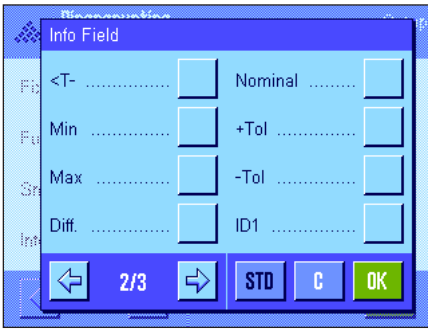 Info Field
<T- ..............
Nominal ...........
Min ..............
+Tol ..............
Max ..............
-Tol ..............
Diff. ..............
ID1 ..............
2/3
STD
C
OK